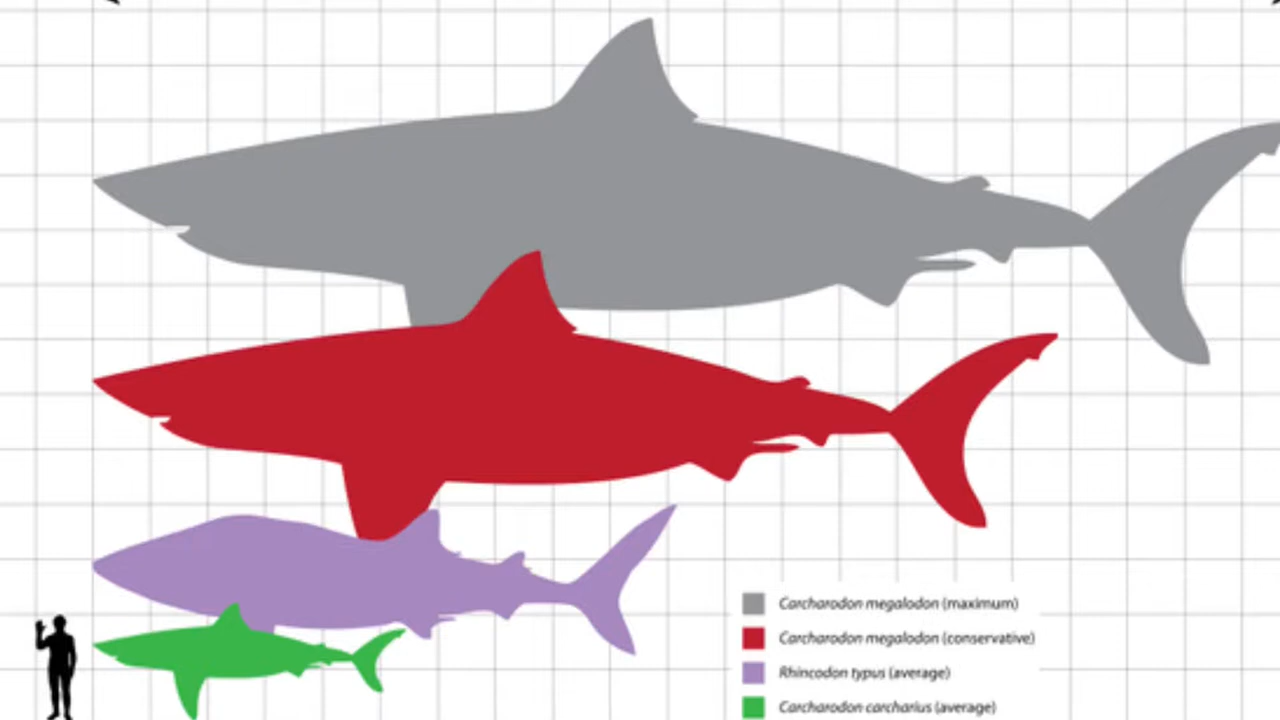 Carcharodon megalodon (maximum)
Carcharodon megalodon (conservative)
Rhincodon typus (average)
Carcharodon carcharius (average)